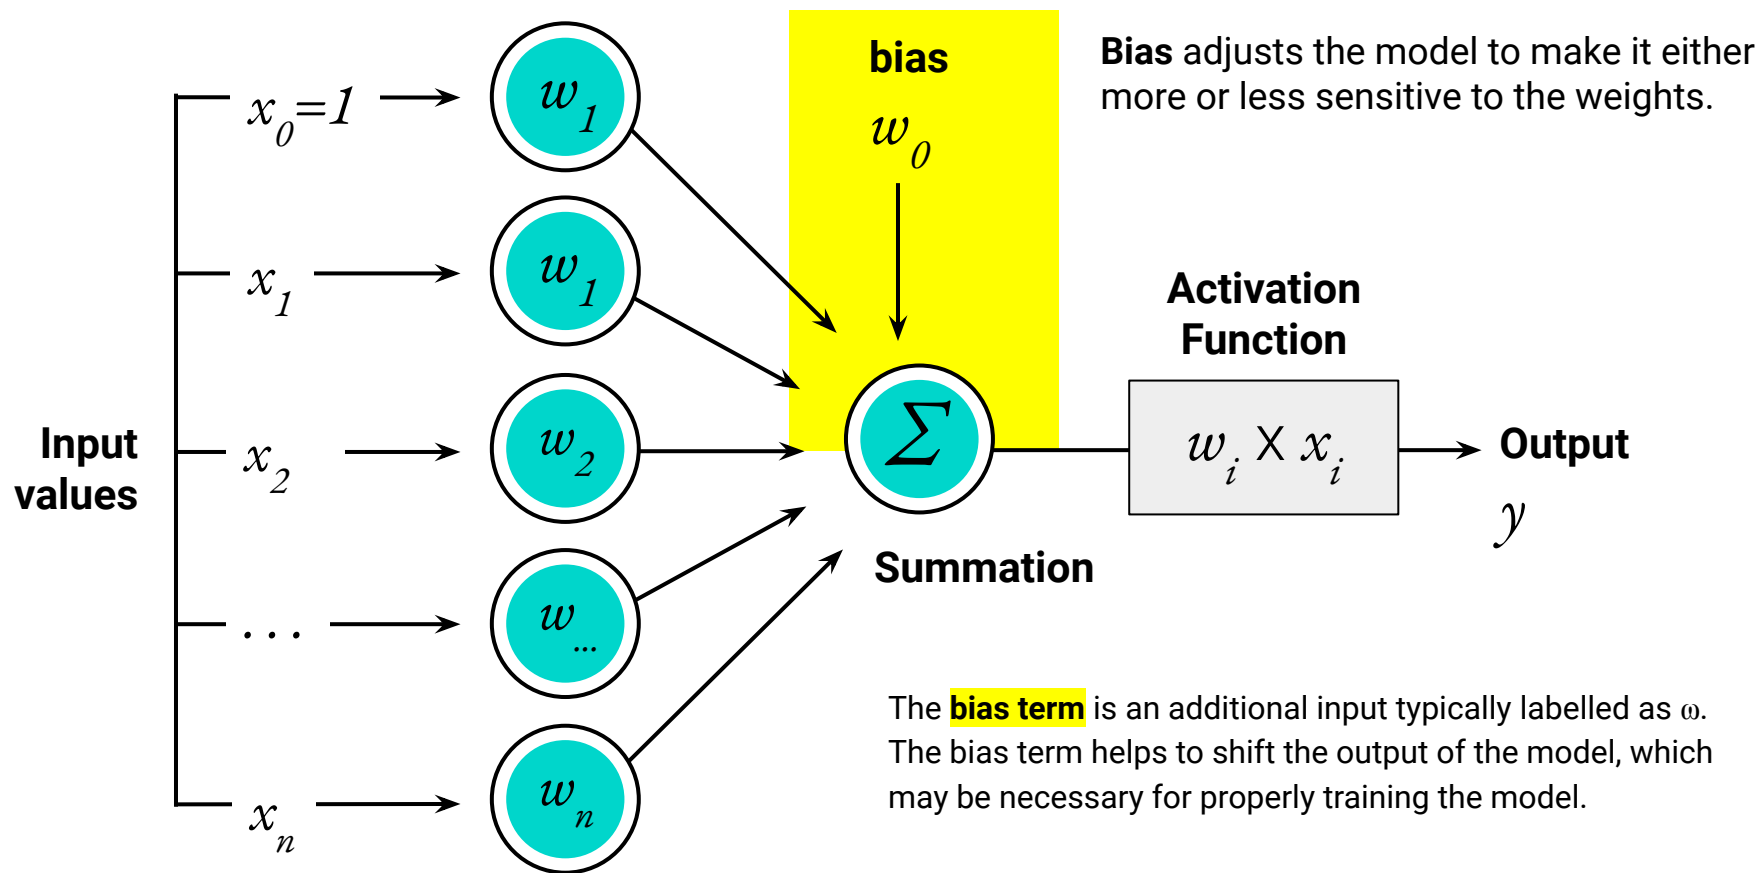 bias
w0
Bias adjusts the model to make it either
more or less sensitive to the weights.
x0=1
w1
x1
w1
Activation
Function
Input
values
x2
w2
Σ
wi X xi
Output
y
Summation
...
w...
The bias term is an additional input typically labelled as ω.
The bias term helps to shift the output of the model, which
may be necessary for properly training the model.
xn
wn